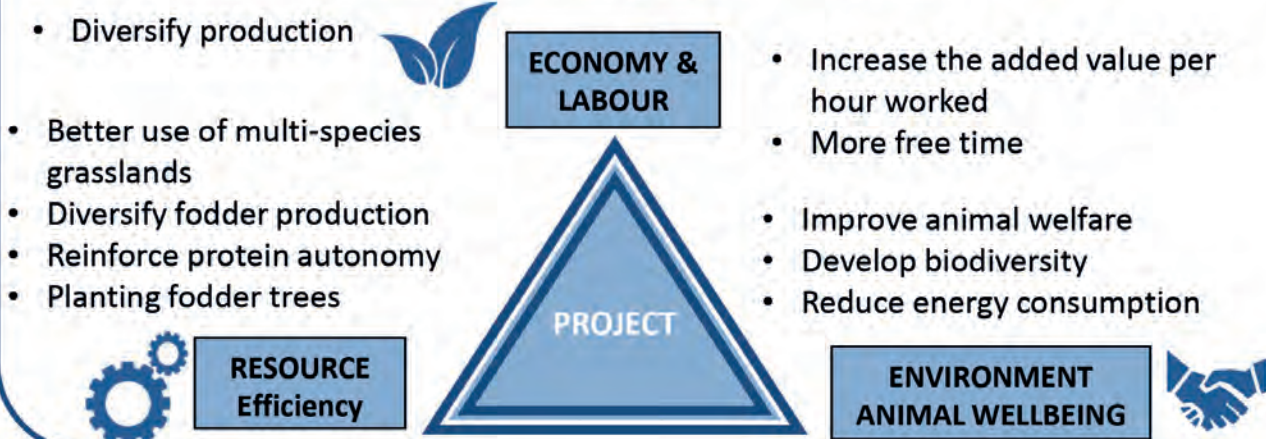 • Diversify production
ECONOMY &
LABOUR
• Increase the added value per
hour worked
• More free time
• Better use of multi-species
grasslands
• Diversify fodder production
• Reinforce protein autonomy
• Planting fodder trees
• Improve animal welfare
• Develop biodiversity
• Reduce energy consumption
PROJECT
RESOURCE
Efficiency
ENVIRONMENT
ANIMAL WELLBEING